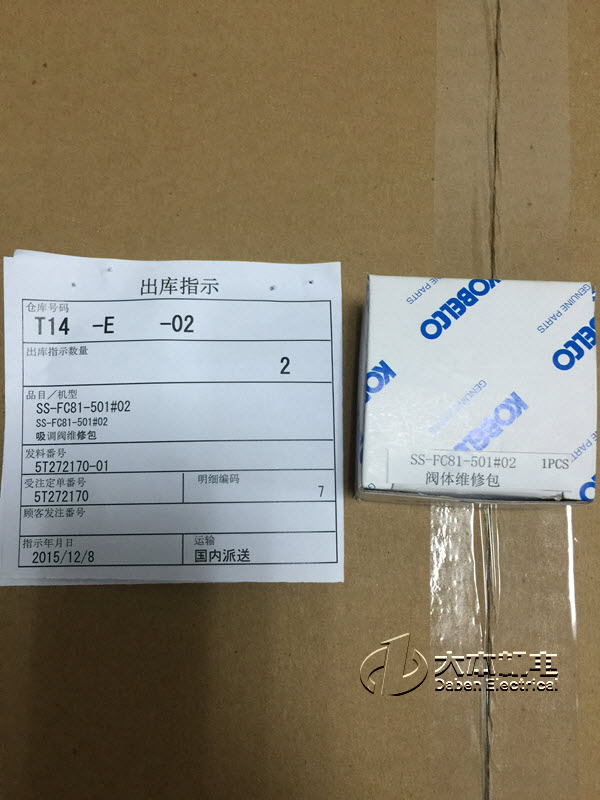 出库指示
仓库号码
T14 -E -02
出库指示数量
2
品目/机型
SS-FC81-501#02
SS-FC81-501#02
吸调阀维修包
发料番号
5T272170-01
受注定单番号
明细编码
5T272170
7
顾客发注番号
指示年月日
运输
2015/12/8
国内派送
KOBELCO
GENUINE PARTS
KOBELCO
GENUINE PARTS
KOBELCO
GENUINE
KOBEL
SS-FC81-501#02 1PCS
阀体维修包
大本机电
Daben Electrical